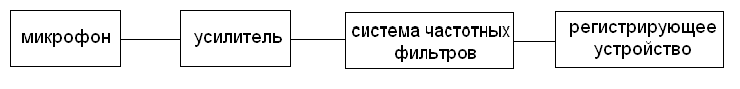 микрофон
усилитель
система частотных
фильтров
регистрирующее
устройство